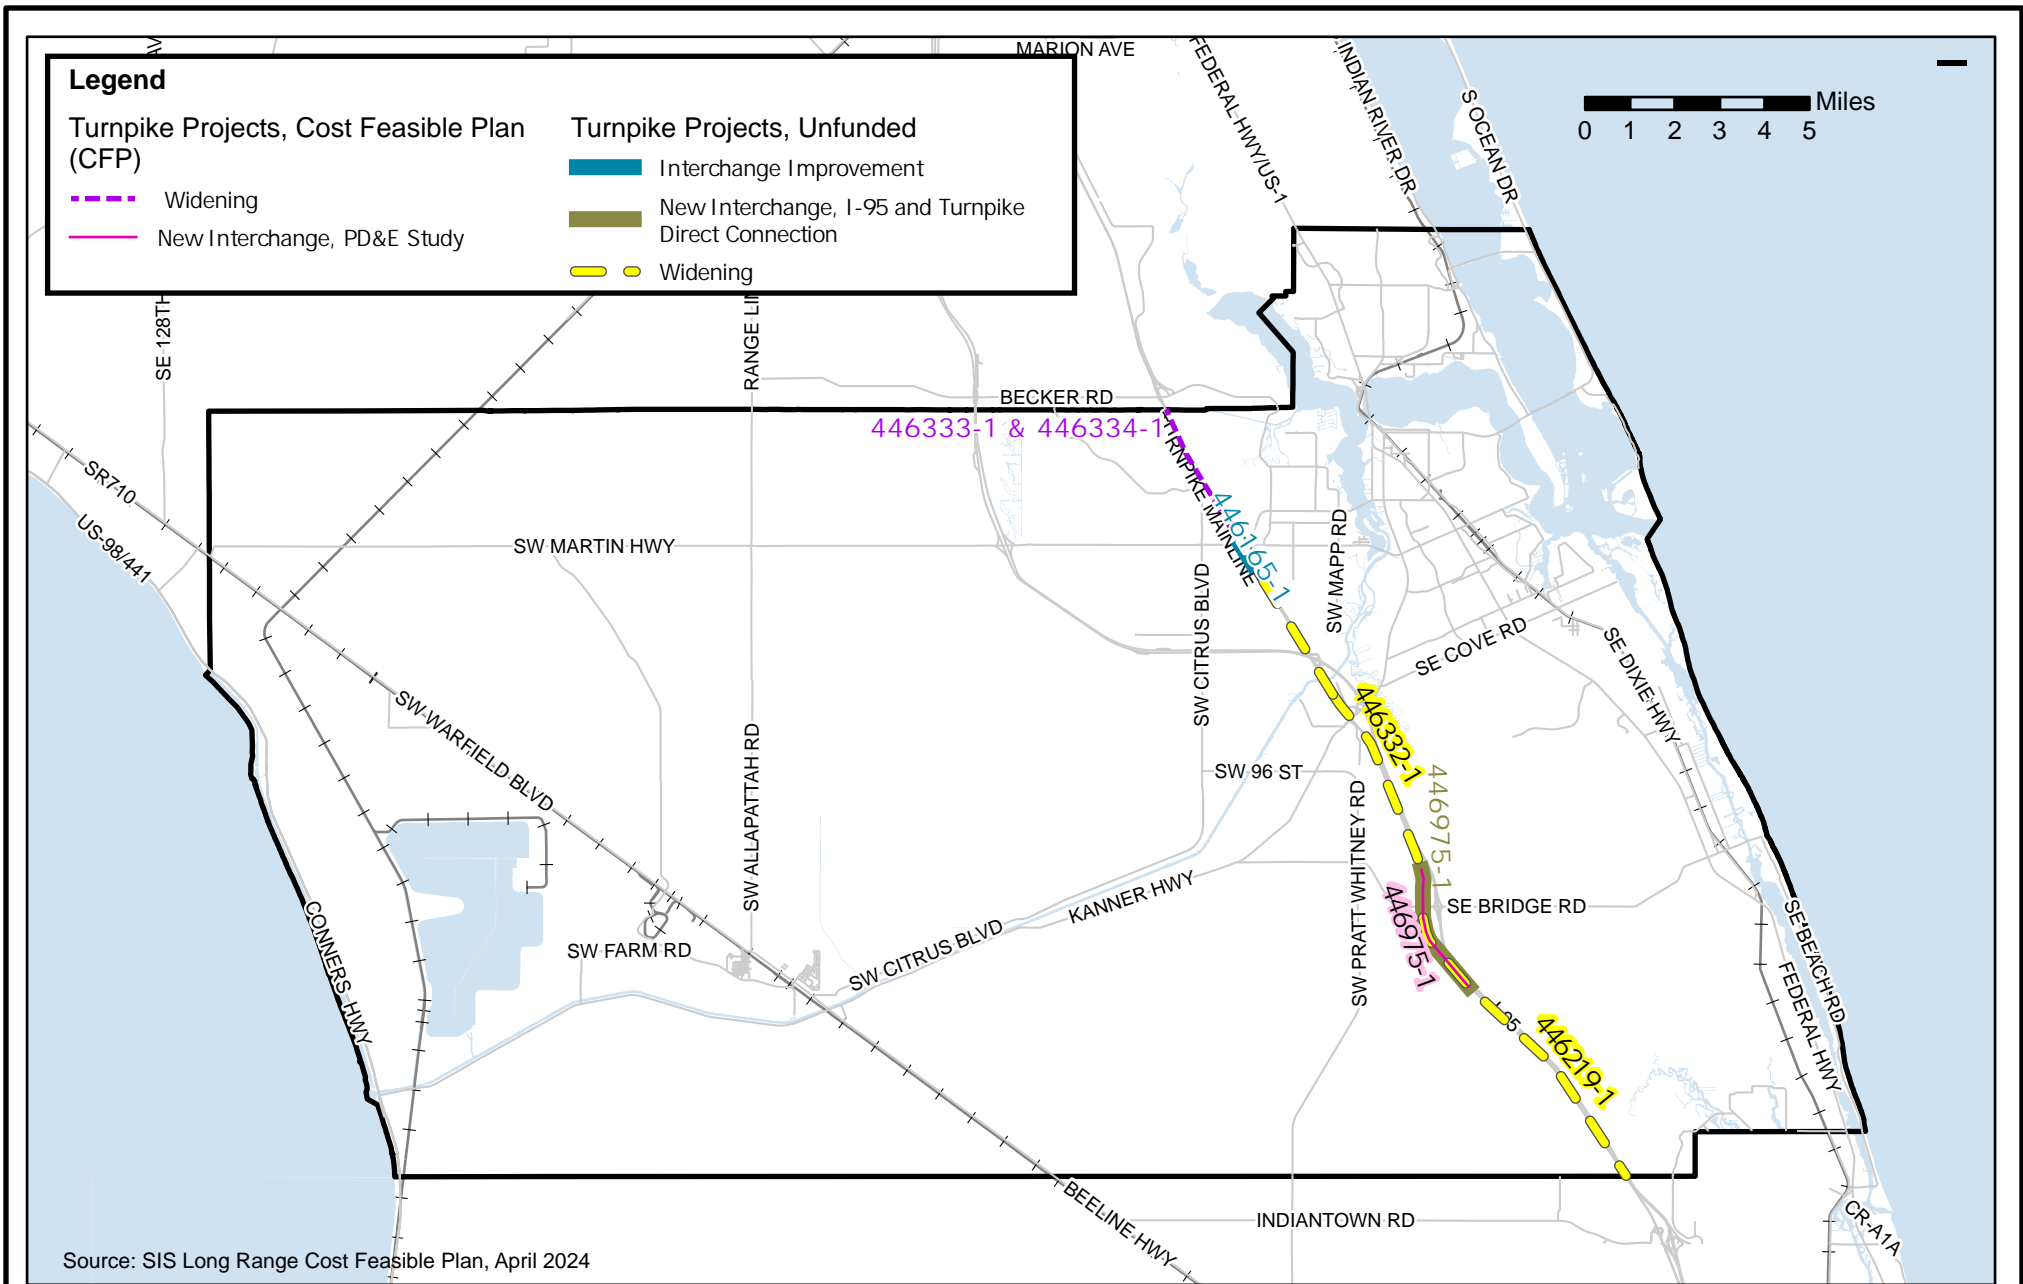 MARION AVE
AV
Legend
Turnpike Projects, Cost Feasible Plan
(CFP)
Widening
New Interchange, PD&E Study
Turnpike Projects, Unfunded
Interchange Improvement
New Interchange, I-95 and Turnpike
Direct Connection
Widening
Miles
0 1 2 3 4 5
FEDERAL HWY/US-1
INDIAN RIVER DR
S OCEAN DR
SE 128TH
RANGE LIN
BECKER RD
446333-1 & 446334-1
TURNPIKE MAINLINE
446165-1
SR710
US-98/441
SW MARTIN HWY
SW CITRUS BLVD
SW MAPP RD
SE COVE RD
SE DIXIE HWY
SW WARFIELD BLVD
446332-1
SW ALLAPATTAH RD
SW 96 ST
SW PRATT WHITNEY RD
446975-1
446975-1
SE BRIDGE RD
KANNER HWY
SW CITRUS BLVD
SW FARM RD
CONNERS HWY
SE BEACH RD
FEDERAL HWY
I-95
446219-1
BEELINE HWY
INDIANTOWN RD
CR-A1A
Source: SIS Long Range Cost Feasible Plan, April 2024